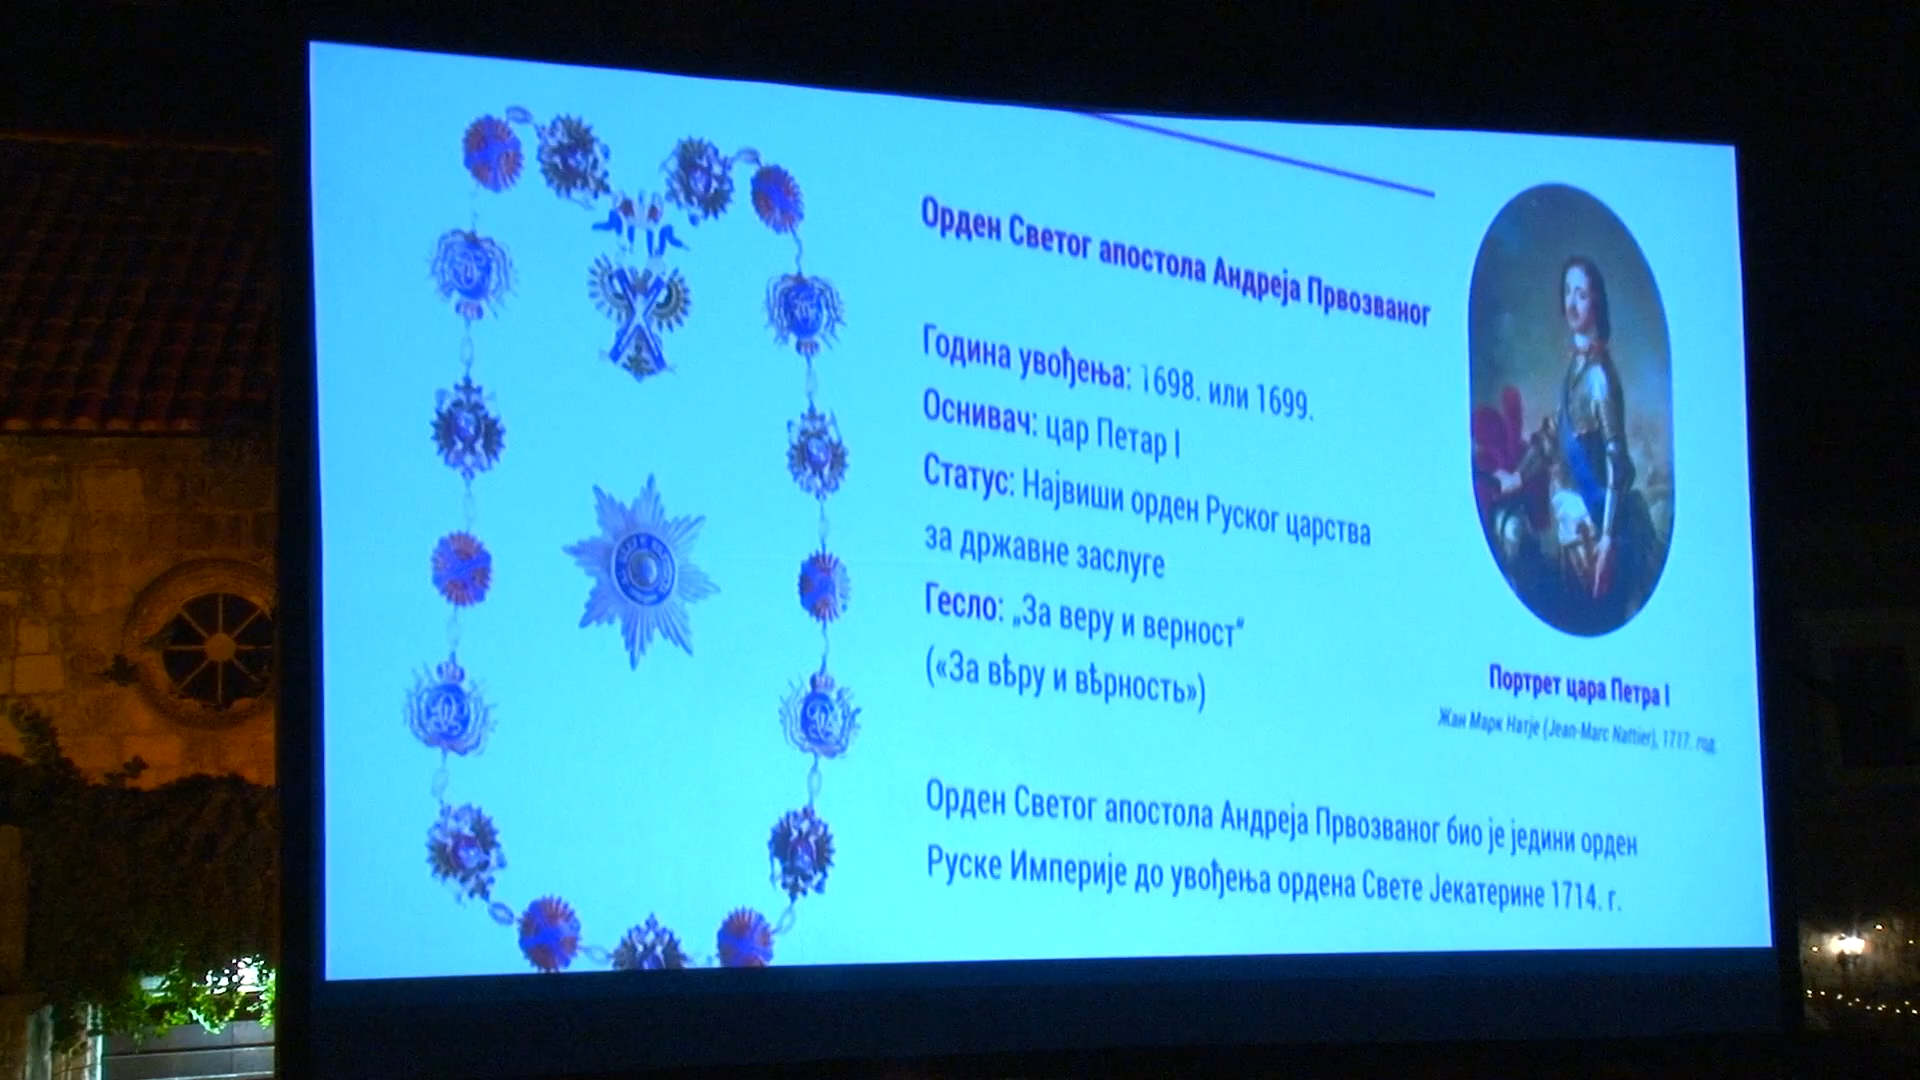 Орден Светог апостола Андреја Првозваног
Година увођења: 1698. или 1699.
Оснивач: цар Петар I
Статус: Највиши орден Руског царства
за државне заслуге
Гесло: „За веру и верност“
(«За вѣру и вѣрность»)
Портрет цара Петра I
Жан Марк Натје (Jean-Marc Nattier), 1717. год.
Орден Светог апостола Андреја Првозваног био је једини орден
Руске Империје до увођења ордена Свете Јекатерине 1714. г.